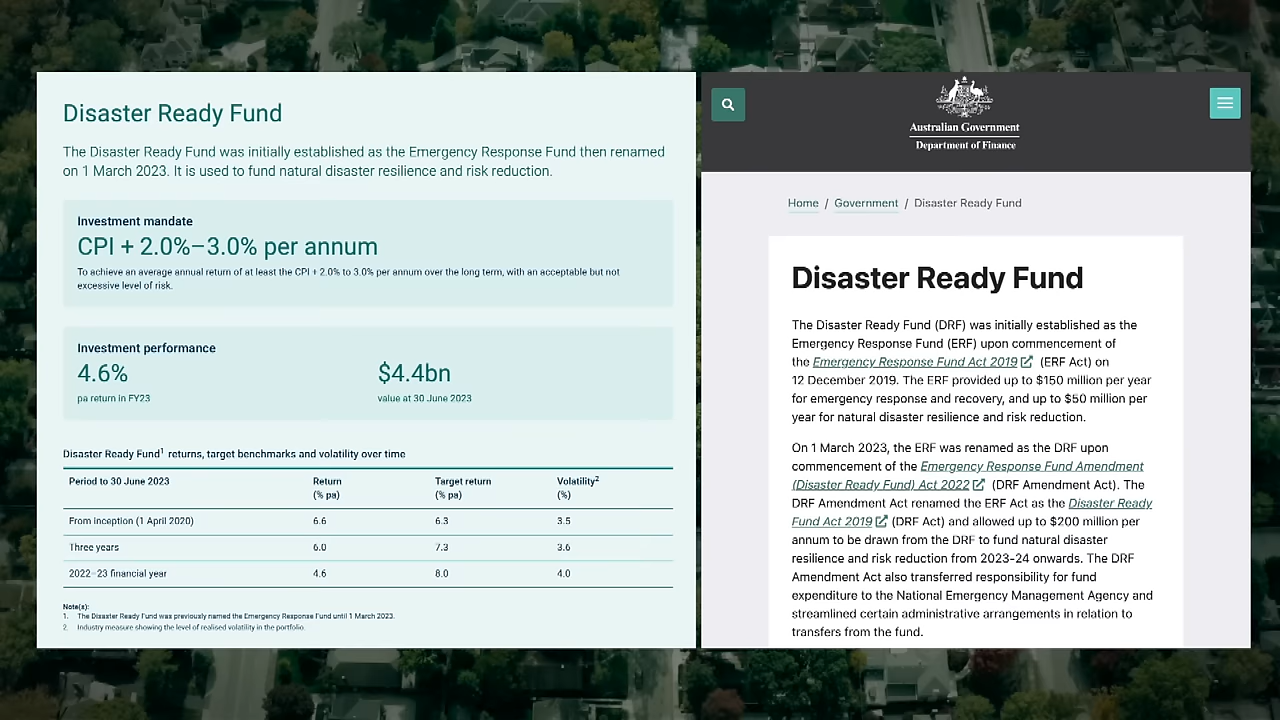 Disaster Ready Fund
The Disaster Ready Fund was initially established as the Emergency Response Fund then renamed
on 1 March 2023. It is used to fund natural disaster resilience and risk reduction.
Investment mandate
CPI + 2.0%–3.0% per annum
To achieve an average annual return of at least the CPI + 2.0% to 3.0% per annum over the long term, with an acceptable but not
excessive level of risk.
Investment performance
4.6% $4.4bn
pa return in FY23 value at 30 June 2023
Disaster Ready Fund¹ returns, target benchmarks and volatility over time
Period to 30 June 2023 Return Target return Volatility²
(% pa) (% pa) (%)
From inception (1 April 2020) 6.6 6.3 3.5
Three years 6.0 7.3 3.6
2022–23 financial year 4.6 8.0 4.0
Note(s):
1. The Disaster Ready Fund was previously named the Emergency Response Fund until 1 March 2023.
2. Industry measure showing the level of realised volatility in the portfolio.
Australian Government
Department of Finance
Home / Government / Disaster Ready Fund
Disaster Ready Fund
The Disaster Ready Fund (DRF) was initially established as the
Emergency Response Fund (ERF) upon commencement of
the Emergency Response Fund Act 2019 (ERF Act) on
12 December 2019. The ERF provided up to $150 million per year
for emergency response and recovery, and up to $50 million per
year for natural disaster resilience and risk reduction.
On 1 March 2023, the ERF was renamed as the DRF upon
commencement of the Emergency Response Fund Amendment
(Disaster Ready Fund) Act 2022 (DRF Amendment Act). The
DRF Amendment Act renamed the ERF Act as the Disaster Ready
Fund Act 2019 (DRF Act) and allowed up to $200 million per
annum to be drawn from the DRF to fund natural disaster
resilience and risk reduction from 2023-24 onwards. The DRF
Amendment Act also transferred responsibility for fund
expenditure to the National Emergency Management Agency and
streamlined certain administrative arrangements in relation to
transfers from the fund.